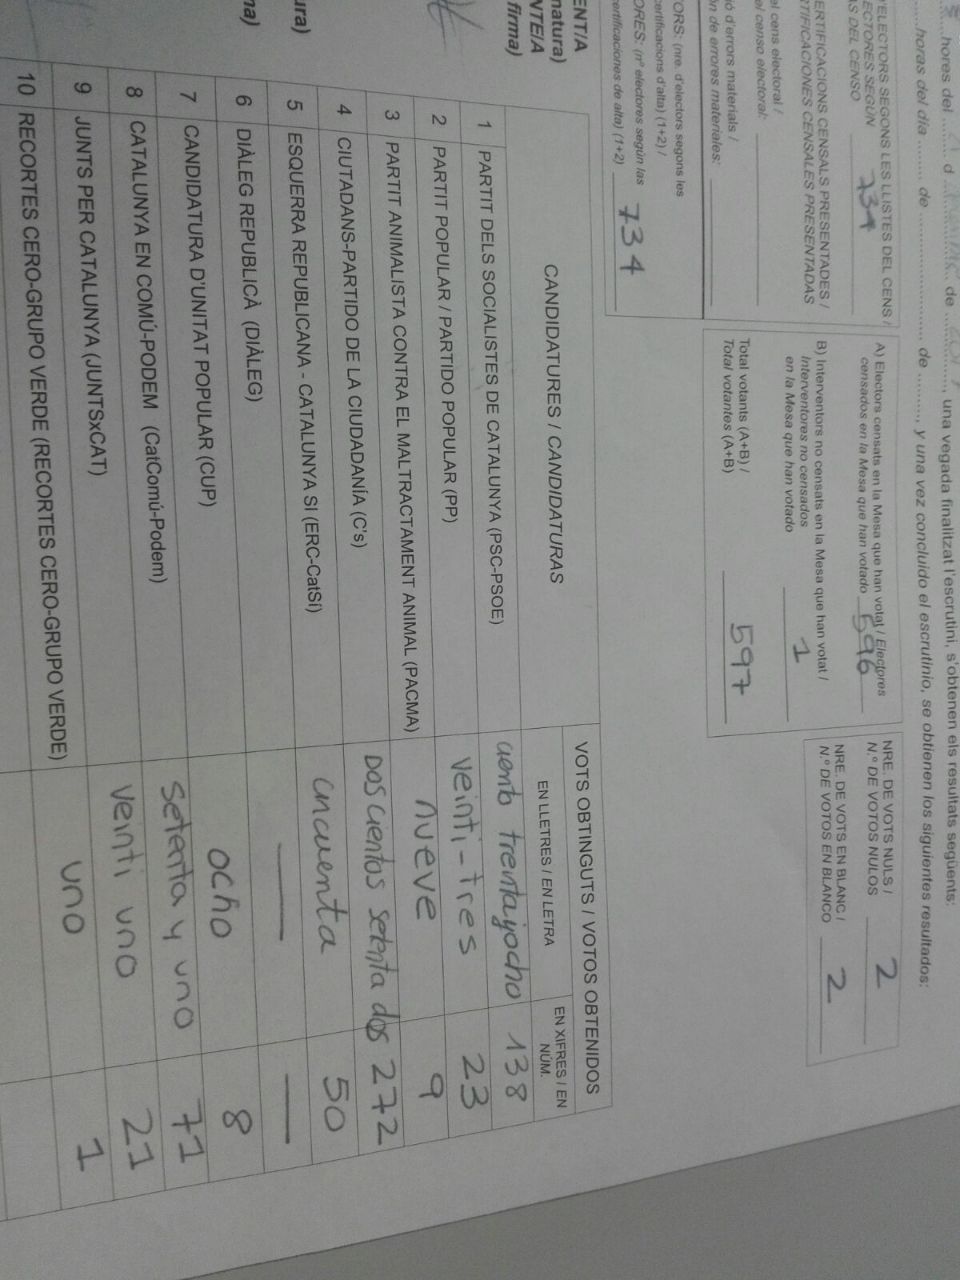 hores del ........ d ........ de ........, una vegada finalitzat l'escrutini, s'obtenen els resultats següents:
horas del día ...... de ........ de ......, y una vez concluido el escrutinio, se obtienen los siguientes resultados:
'ELECTORS SEGONS LES LLISTES DEL CENS /
ECTORES SEGÚN
AS DEL CENSO 734
ERTIFICACIONS CENSALS PRESENTADES /
RTIFICACIONES CENSALES PRESENTADAS
el cens electoral /
el censo electoral:
ió d'errors materials /
ón de errores materiales:
TORS: (nre. d'electors segons les
certificacions d'alta) (1+2) /
ORES: (nº electores según las
certificaciones de alta) (1+2) 734
A) Electors censats en la Mesa que han votat / Electores
censados en la Mesa que han votado 596
B) Interventors no censats en la Mesa que han votat /
Interventores no censados
en la Mesa que han votado 1
Total votants (A+B) /
Total votantes (A+B) 597
NRE. DE VOTS NULS /
N.º DE VOTOS NULOS 2
NRE. DE VOTS EN BLANC /
N.º DE VOTOS EN BLANCO 2
ENT/A
natura)
NTE/A
firma)
ura)
na)
CANDIDATURES / CANDIDATURAS
VOTS OBTINGUTS / VOTOS OBTENIDOS
EN LLETRES / EN LETRA
EN XIFRES / EN NÚM.
1 PARTIT DELS SOCIALISTES DE CATALUNYA (PSC-PSOE) ciento trentayocho 138
2 PARTIT POPULAR / PARTIDO POPULAR (PP) veinti-tres 23
3 PARTIT ANIMALISTA CONTRA EL MALTRACTAMENT ANIMAL (PACMA) nueve 9
4 CIUTADANS-PARTIDO DE LA CIUDADANÍA (C's) Doscientos setenta dos 272
5 ESQUERRA REPUBLICANA - CATALUNYA SI (ERC-CatSí) cincuenta 50
6 DIÀLEG REPUBLICÀ (DIÀLEG) — —
7 CANDIDATURA D'UNITAT POPULAR (CUP) ocho 8
8 CATALUNYA EN COMÚ-PODEM (CatComú-Podem) Setenta y uno 71
9 JUNTS PER CATALUNYA (JUNTSxCAT) veinti uno 21
10 RECORTES CERO-GRUPO VERDE (RECORTES CERO-GRUPO VERDE) uno 1